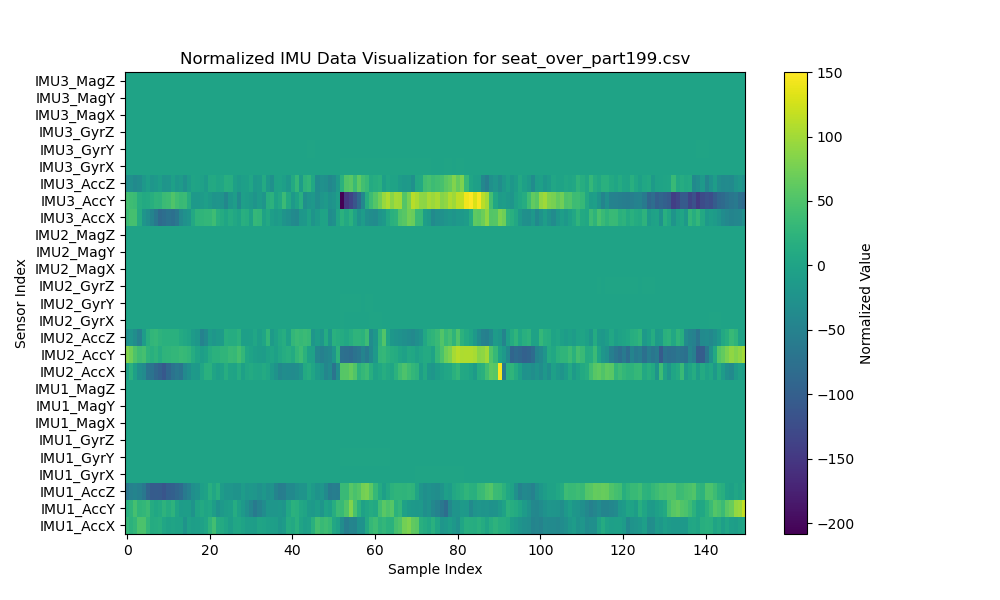 Normalized IMU Data Visualization for seat_over_part199.csv
IMU3_MagZ
IMU3_MagY
IMU3_MagX
IMU3_GyrZ
IMU3_GyrY
IMU3_GyrX
IMU3_AccZ
IMU3_AccY
IMU3_AccX
IMU2_MagZ
IMU2_MagY
IMU2_MagX
IMU2_GyrZ
IMU2_GyrY
IMU2_GyrX
IMU2_AccZ
IMU2_AccY
IMU2_AccX
IMU1_MagZ
IMU1_MagY
IMU1_MagX
IMU1_GyrZ
IMU1_GyrY
IMU1_GyrX
IMU1_AccZ
IMU1_AccY
IMU1_AccX
Sensor Index
0 20 40 60 80 100 120 140
Sample Index
150
100
50
0
−50
−100
−150
−200
Normalized Value